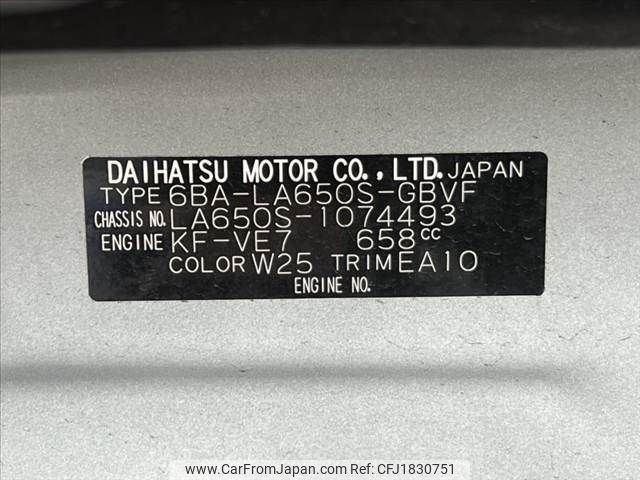 DAIHATSU MOTOR CO., LTD. JAPAN
TYPE 6BA-LA650S-GBVF
CHASSIS NO. LA650S-1074493
ENGINE KF-VE7 658cc
COLOR W25 TRIM EA10
ENGINE NO.
www.CarFromJapan.com | © CarFromJapan - CFJ1830751